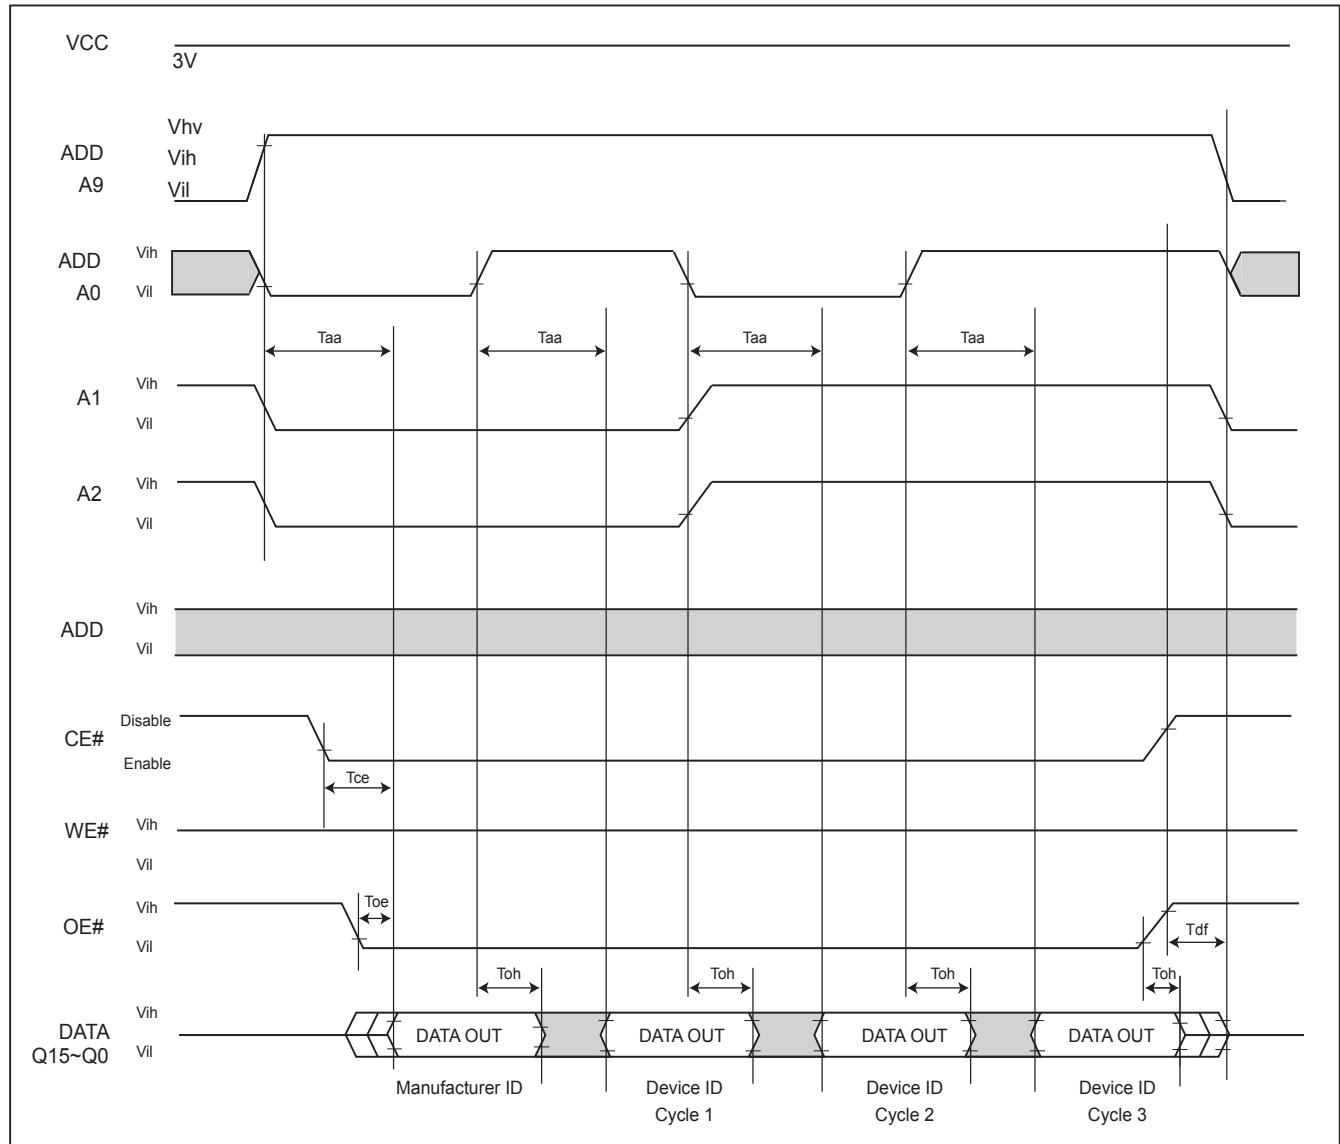 VCC
3V
Vhv
ADD
Vih
A9
Vil
Vih
ADD
A0
Vil
Taa
Taa
Taa
Taa
Vih
A1
Vil
Vih
A2
Vil
Vih
ADD
Vil
Disable
CE#
Enable
Tce
WE#
Vih
Vil
Toe
Vih
OE#
Vil
Tdf
Toh
Toh
Toh
Toh
Vih
DATA
Q15~Q0
Vil
DATA OUT
DATA OUT
DATA OUT
DATA OUT
Manufacturer ID
Device ID
Cycle 1
Device ID
Cycle 2
Device ID
Cycle 3